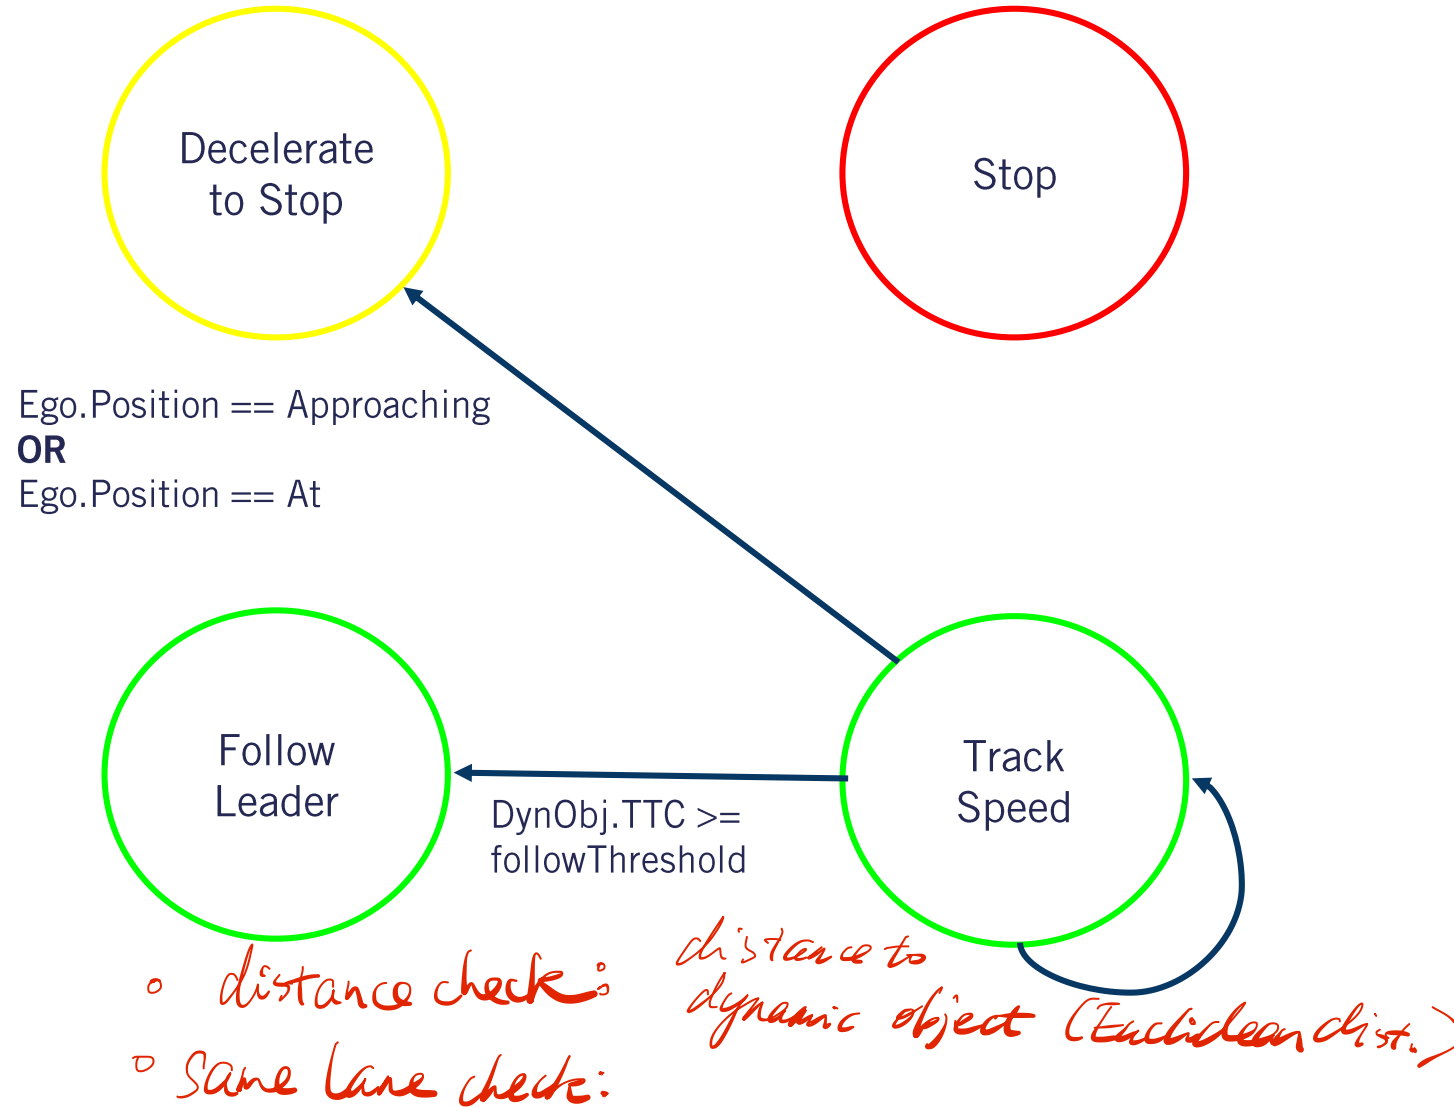 Decelerate
to Stop
Stop
Ego.Position == Approaching
OR
Ego.Position == At
Follow
Leader
DynObj.TTC >=
followThreshold
Track
Speed
◦ distance check:
distance to
dynamic object (Euclidean dist.)
◦ Same Lane check: